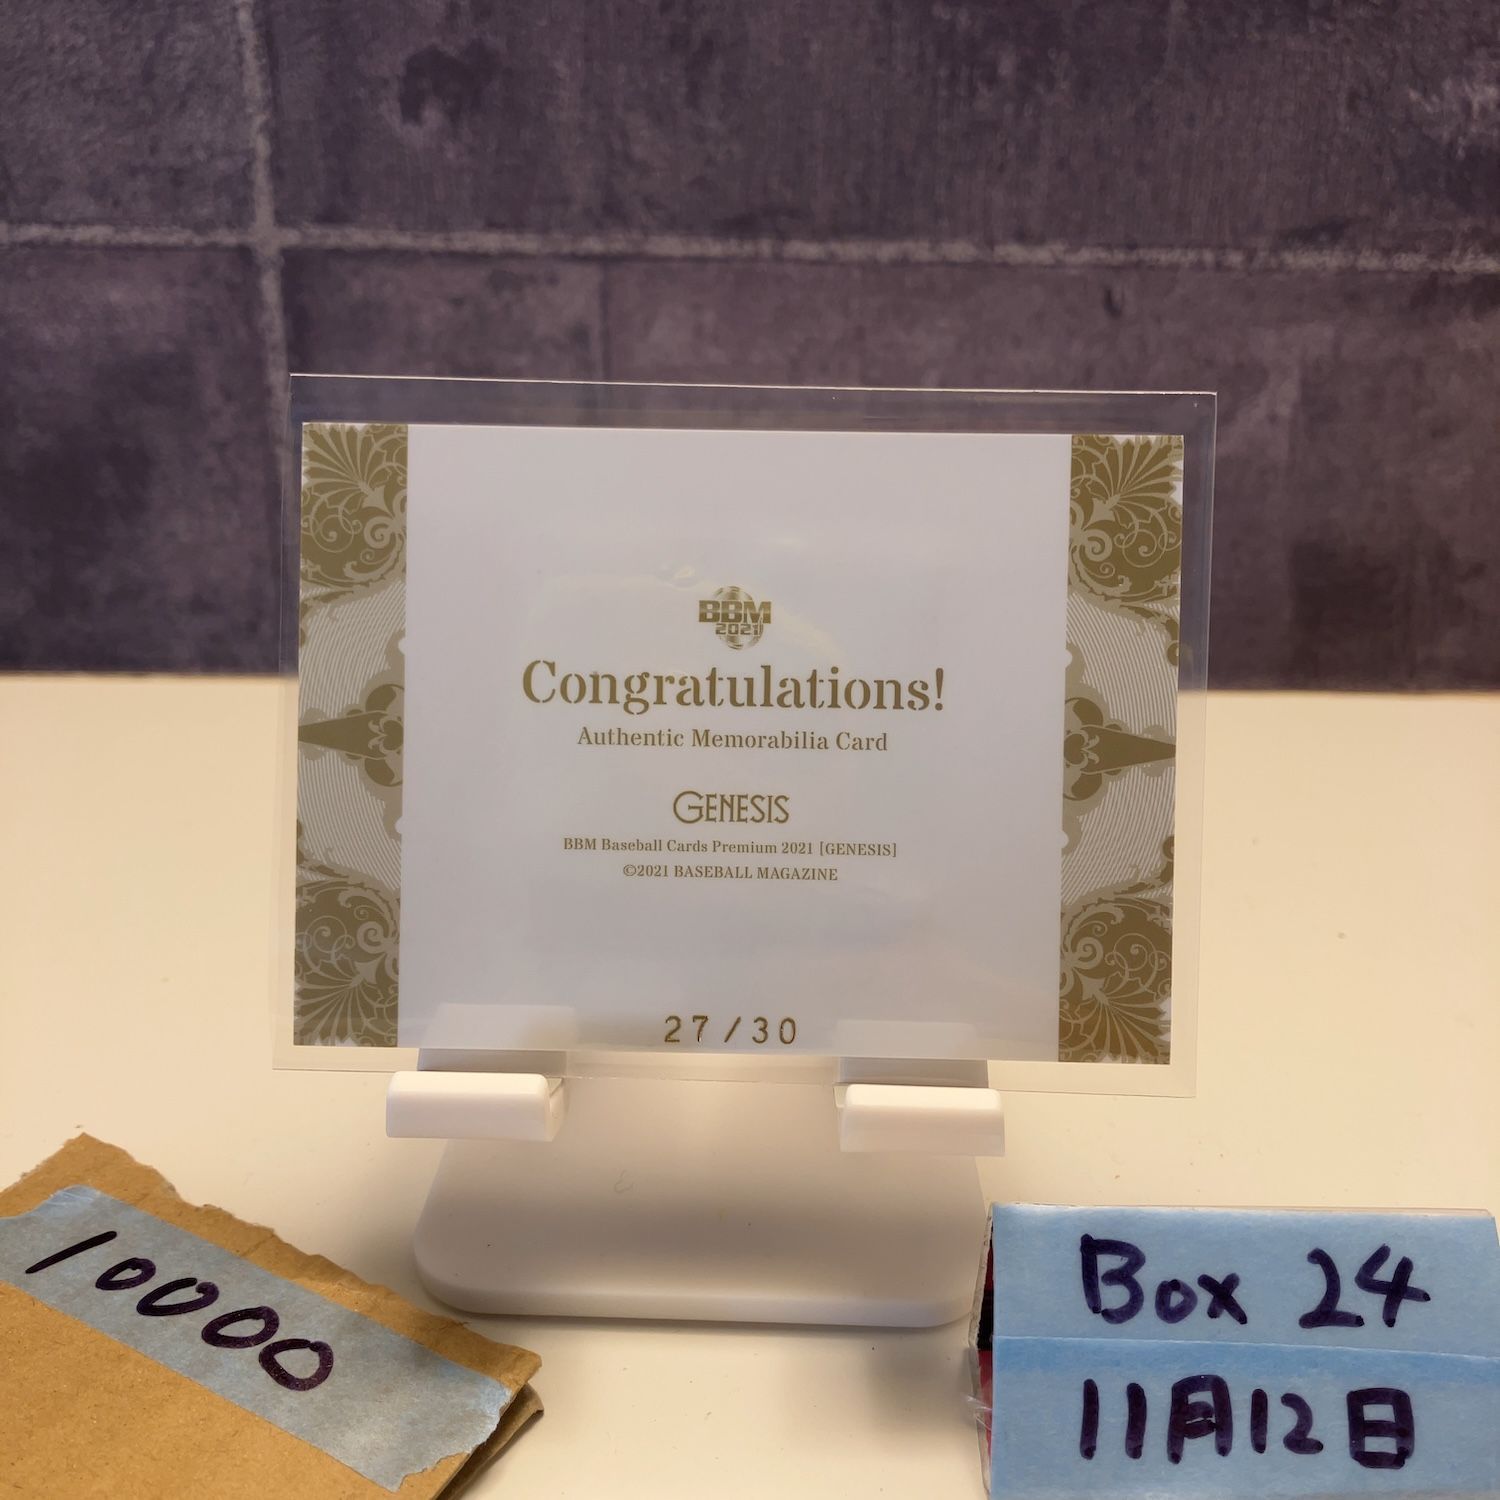 BBM
2021
Congratulations!
Authentic Memorabilia Card
GENESIS
BBM Baseball Cards Premium 2021 [GENESIS]
©2021 BASEBALL MAGAZINE
27/30
10000
Box 24
11月12日